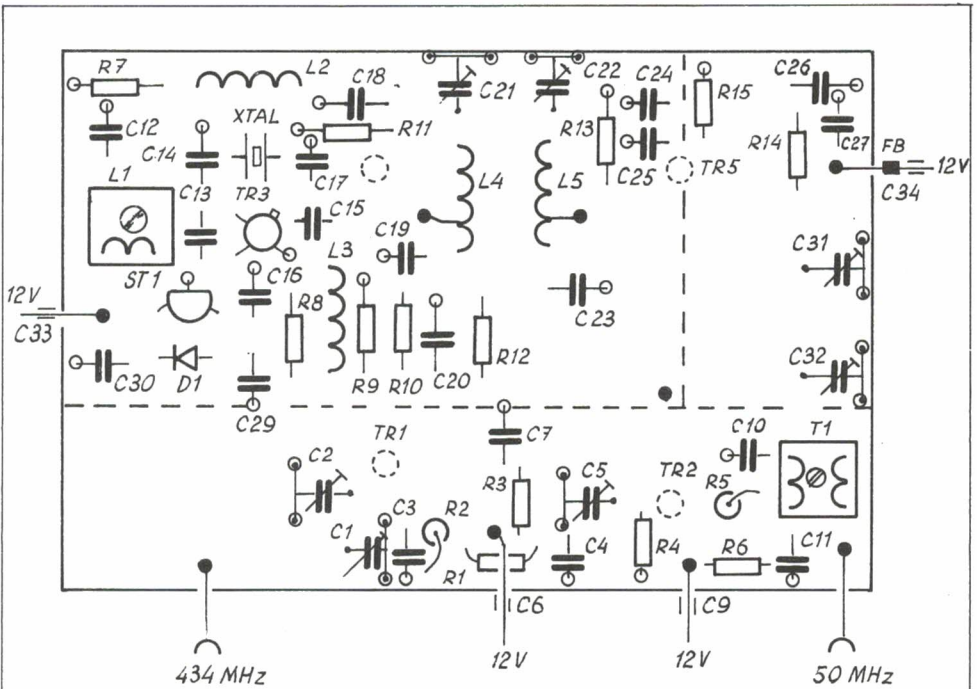 R7
L2
C18
C21
C22
C24
R15
C26
C12
XTAL
R11
R13
C14
C17
C25
TR5
R14
C27
FB
12V
C34
L1
C13
TR3
C15
L4
L5
C19
C31
ST1
C16
L3
12V
C33
R8
C23
C30
D1
R9
R10
C20
R12
C32
C29
TR1
C7
C10
T1
C2
R3
C5
TR2
R5
C1
C3
R2
R1
C4
R4
R6
C11
C6
C9
434 MHz
12V
12V
50 MHz